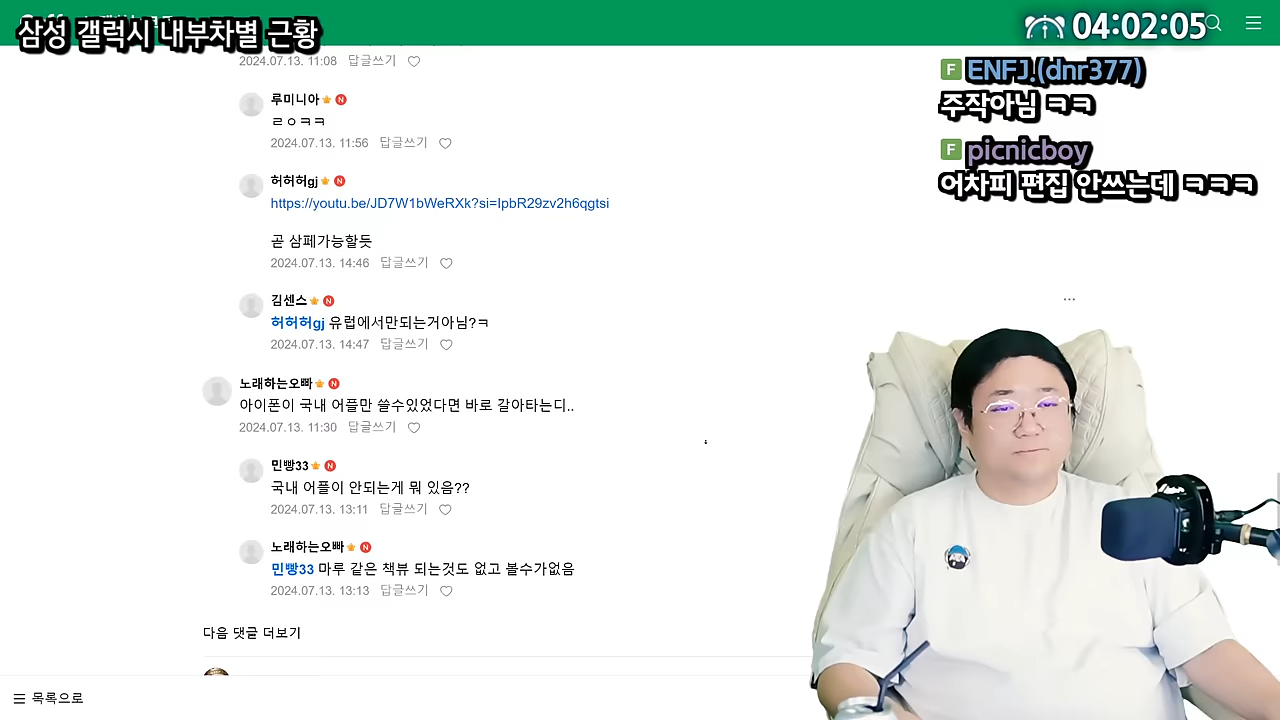 삼성 갤럭시 내부차별 근황
04:02:05
ENFJ.(dnr377)
주작아님 ㅋㅋ
picnicboy
어차피 편집 안쓰는데 ㅋㅋㅋ
2024.07.13. 11:08 답글쓰기
루미니아
ㄹㅇㅋㅋ
2024.07.13. 11:56 답글쓰기
허허허gj
https://youtu.be/JD7W1bWeRXk?si=IpbR29zv2h6qgtsi
곧 삼페가능할듯
2024.07.13. 14:46 답글쓰기
김센스
허허허gj 유럽에서만되는거아님?ㅋ
2024.07.13. 14:47 답글쓰기
노래하는오빠
아이폰이 국내 어플만 쓸수있었다면 바로 갈아타는디..
2024.07.13. 11:30 답글쓰기
민빵33
국내 어플이 안되는게 뭐 있음??
2024.07.13. 13:11 답글쓰기
노래하는오빠
민빵33 마루 같은 책뷰 되는것도 없고 볼수가없음
2024.07.13. 13:13 답글쓰기
다음 댓글 더보기
목록으로